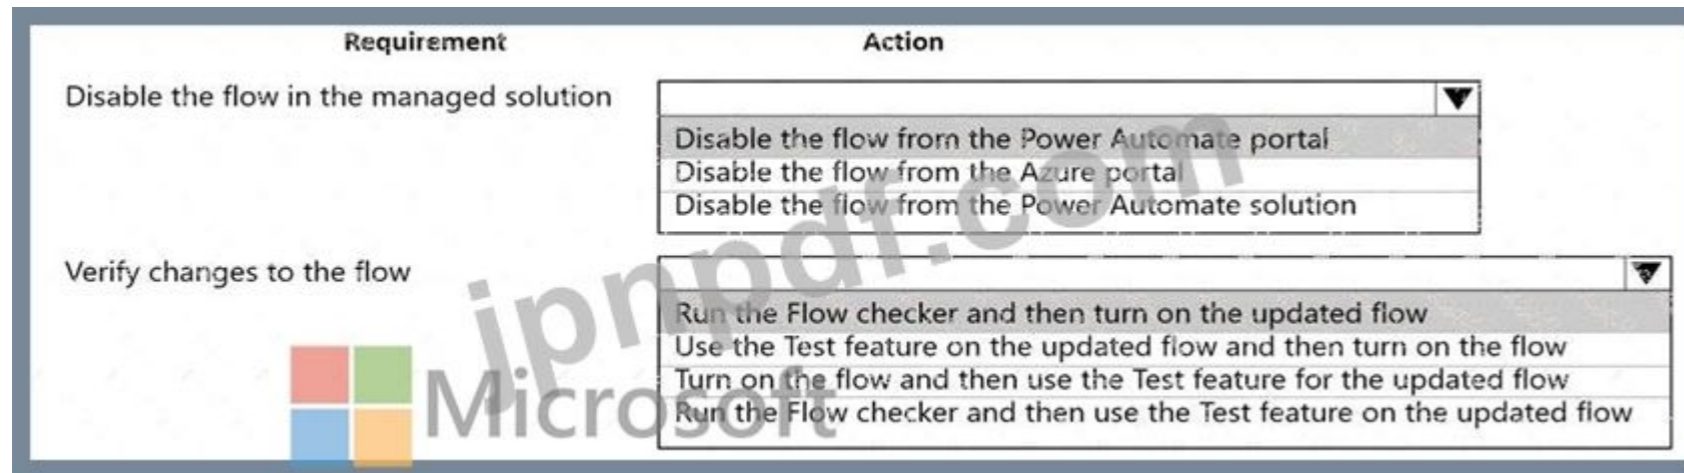 Requirement Action
Disable the flow in the managed solution
Disable the flow from the Power Automate portal
Disable the flow from the Azure portal
Disable the flow from the Power Automate solution
Verify changes to the flow
Run the Flow checker and then turn on the updated flow
Use the Test feature on the updated flow and then turn on the flow
Turn on the flow and then use the Test feature for the updated flow
Run the Flow checker and then use the Test feature on the updated flow
jpnpdf.com
Microsoft